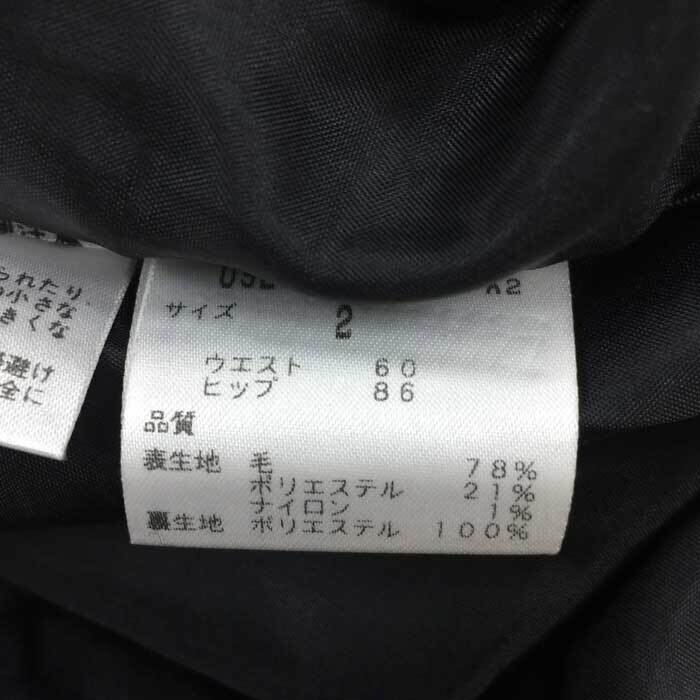 られたり
小さな
きくな
避け
全に
サイズ 2
ウエスト 60
ヒップ 86
品質
表生地 毛 78%
ポリエステル 21%
ナイロン 1%
裏生地 ポリエステル 100%